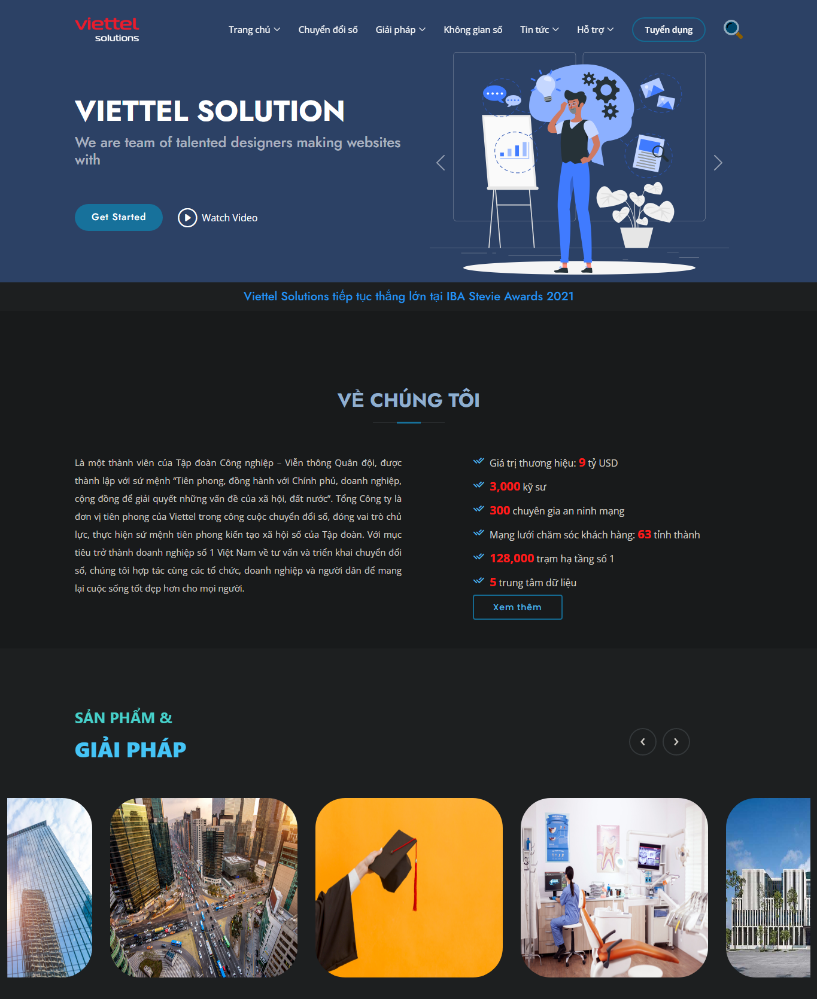 viettel
solutions
Trang chủ
Chuyển đổi số
Giải pháp
Không gian số
Tin tức
Hỗ trợ
Tuyển dụng
VIETTEL SOLUTION
We are team of talented designers making websites
with
Get Started
Watch Video
Viettel Solutions tiếp tục thắng lớn tại IBA Stevie Awards 2021
VỀ CHÚNG TÔI
Là một thành viên của Tập đoàn Công nghiệp – Viễn thông Quân đội, được
thành lập với sứ mệnh “Tiên phong, đồng hành với Chính phủ, doanh nghiệp,
cộng đồng để giải quyết những vấn đề của xã hội, đất nước”. Tổng Công ty là
đơn vị tiên phong của Viettel trong công cuộc chuyển đổi số, đóng vai trò chủ
lực, thực hiện sứ mệnh tiên phong kiến tạo xã hội số của Tập đoàn. Với mục
tiêu trở thành doanh nghiệp số 1 Việt Nam về tư vấn và triển khai chuyển đổi
số, chúng tôi hợp tác cùng các tổ chức, doanh nghiệp và người dân để mang
lại cuộc sống tốt đẹp hơn cho mọi người.
Giá trị thương hiệu: 9 tỷ USD
3,000 kỹ sư
300 chuyên gia an ninh mạng
Mạng lưới chăm sóc khách hàng: 63 tỉnh thành
128,000 trạm hạ tầng số 1
5 trung tâm dữ liệu
Xem thêm
SẢN PHẨM &
GIẢI PHÁP